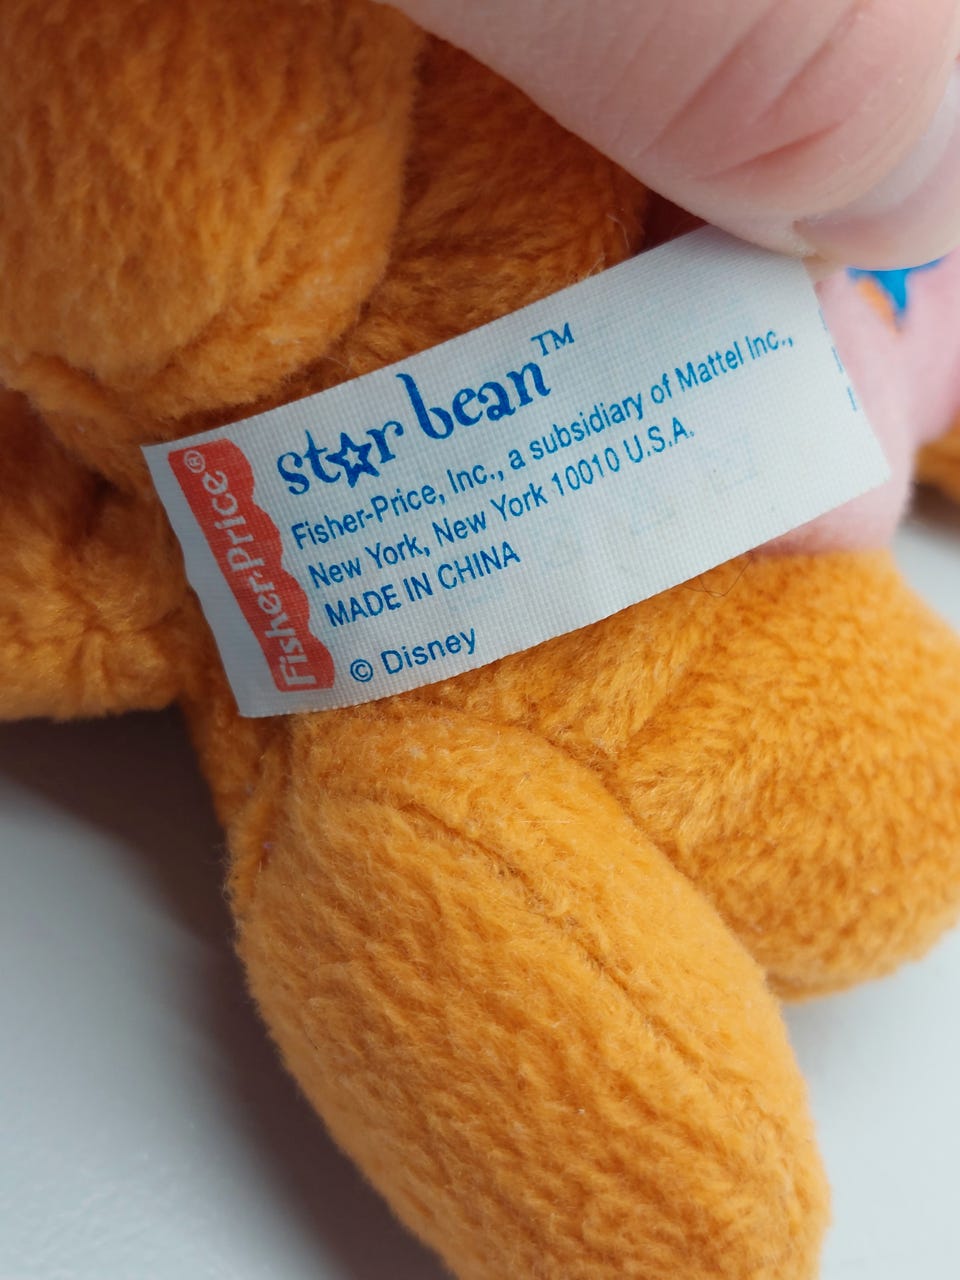 Fisher-Price®
star bean™
Fisher-Price, Inc., a subsidiary of Mattel Inc.,
New York, New York 10010 U.S.A.
MADE IN CHINA
© Disney